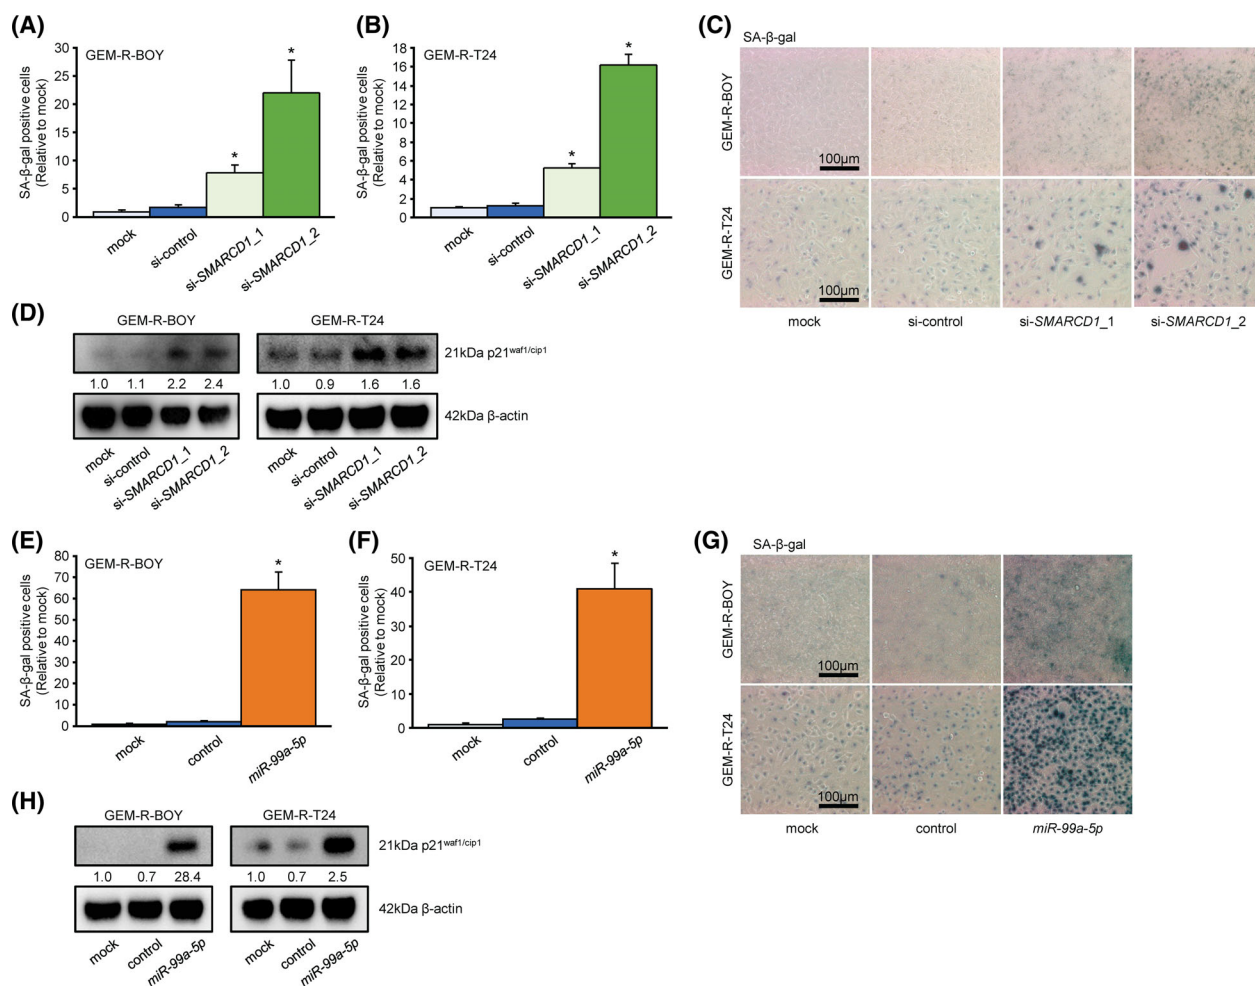 (A)
GEM-R-BOY
SA-β-gal positive cells
(Relative to mock)
30
25
20
15
10
5
0
*
*
mock
si-control
si-SMARCD1_1
si-SMARCD1_2
(B)
GEM-R-T24
SA-β-gal positive cells
(Relative to mock)
18
16
14
12
10
8
6
4
2
0
*
*
mock
si-control
si-SMARCD1_1
si-SMARCD1_2
(C)
SA-β-gal
GEM-R-BOY
100μm
GEM-R-T24
100μm
mock
si-control
si-SMARCD1_1
si-SMARCD1_2
(D)
GEM-R-BOY
GEM-R-T24
21kDa p21waf1/cip1
1.0 1.1 2.2 2.4
1.0 0.9 1.6 1.6
42kDa β-actin
mock
si-control
si-SMARCD1_1
si-SMARCD1_2
mock
si-control
si-SMARCD1_1
si-SMARCD1_2
(E)
GEM-R-BOY
SA-β-gal positive cells
(Relative to mock)
80
70
60
50
40
30
20
10
0
*
mock
control
miR-99a-5p
(F)
GEM-R-T24
SA-β-gal positive cells
(Relative to mock)
50
40
30
20
10
0
*
mock
control
miR-99a-5p
(G)
SA-β-gal
GEM-R-BOY
100μm
GEM-R-T24
100μm
mock
control
miR-99a-5p
(H)
GEM-R-BOY
GEM-R-T24
21kDa p21waf1/cip1
1.0 0.7 28.4
1.0 0.7 2.5
42kDa β-actin
mock
control
miR-99a-5p
mock
control
miR-99a-5p